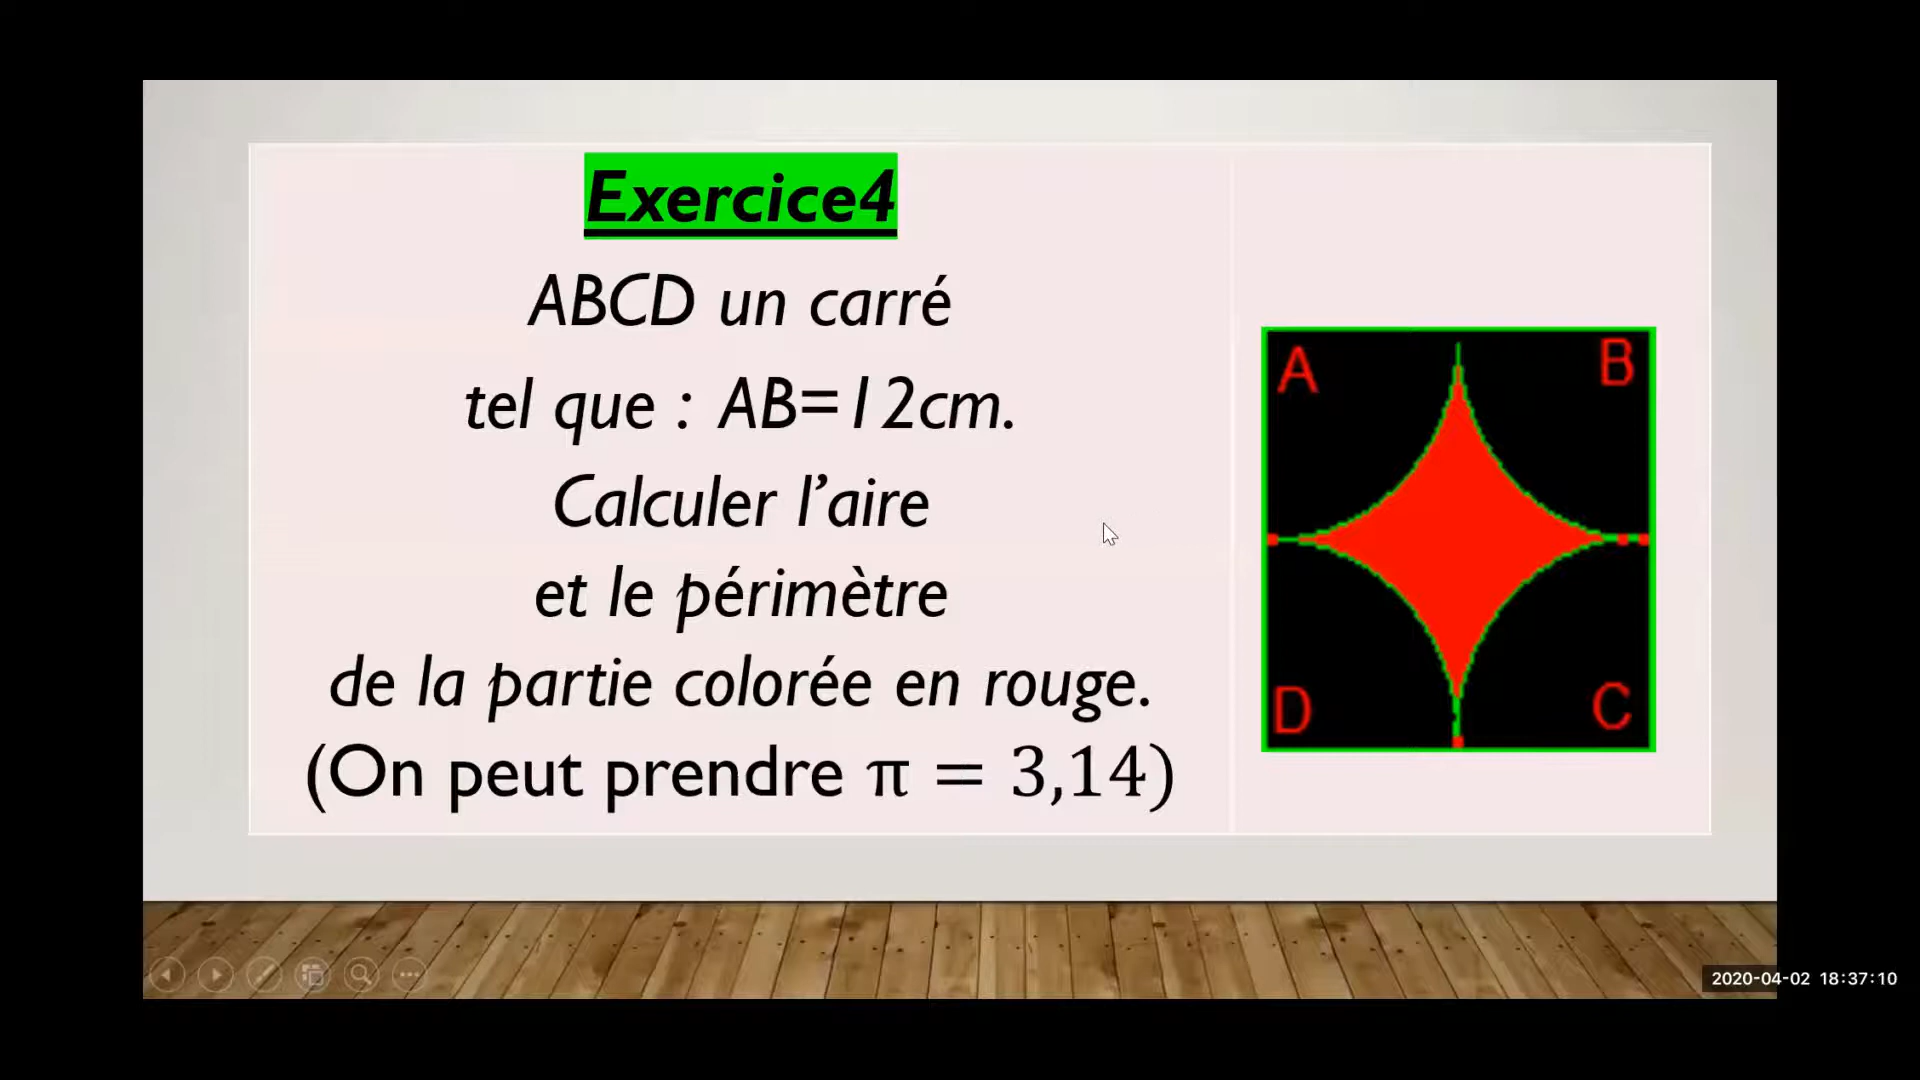 Exercice4
ABCD un carré
tel que : AB=12cm.
Calculer l’aire
et le périmètre
de la partie colorée en rouge.
(On peut prendre π = 3,14)
A B
D C
2020-04-02 18:37:10